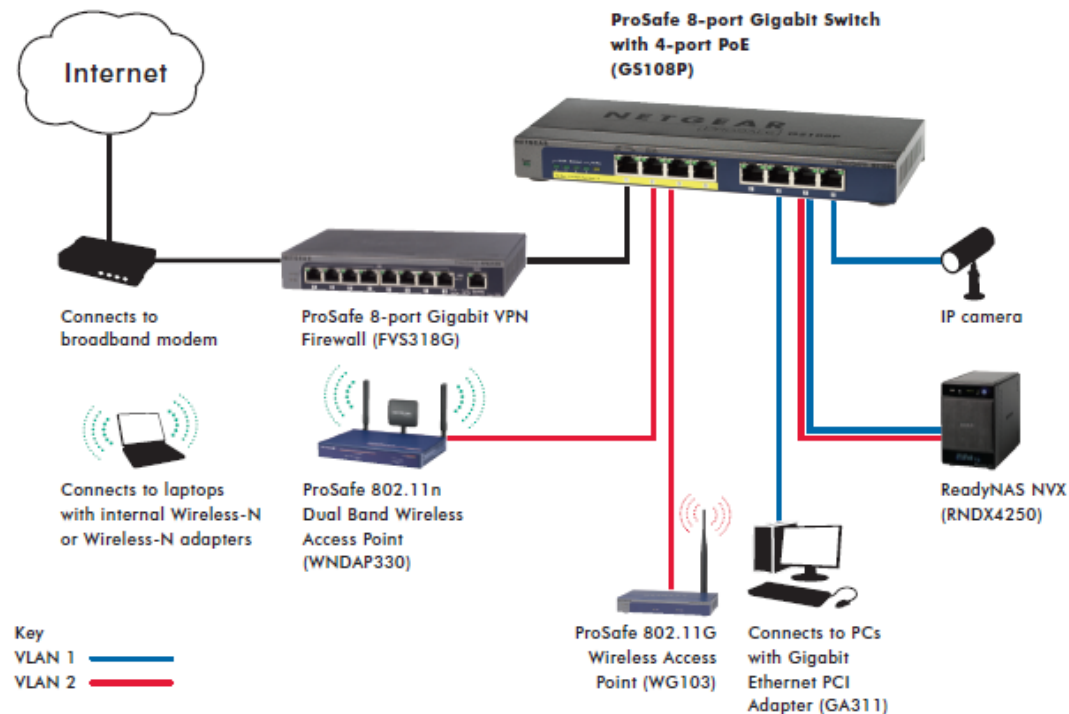 ProSafe 8-port Gigabit Switch
with 4-port PoE
(GS108P)
Internet
NETGEAR
NETGEAR
NETGEAR
Connects to
broadband modem
ProSafe 8-port Gigabit VPN
Firewall (FVS318G)
IP camera
Connects to laptops
with internal Wireless-N
or Wireless-N adapters
ProSafe 802.11n
Dual Band Wireless
Access Point
(WNDAP330)
ReadyNAS NVX
(RNDX4250)
ProSafe 802.11G
Wireless Access
Point (WG103)
Connects to PCs
with Gigabit
Ethernet PCI
Adapter (GA311)
Key
VLAN 1
VLAN 2